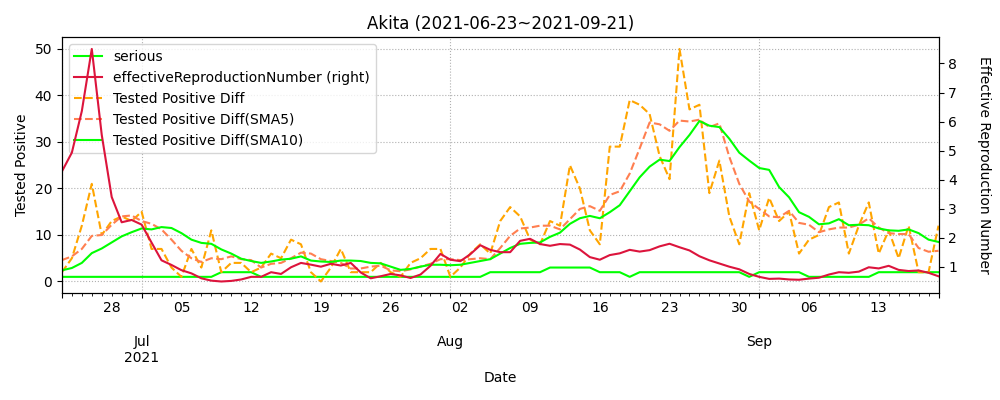 Akita (2021-06-23~2021-09-21)
serious
effectiveReproductionNumber (right)
Tested Positive Diff
Tested Positive Diff(SMA5)
Tested Positive Diff(SMA10)
Tested Positive
50
40
30
20
10
0
Effective Reproduction Number
8
7
6
5
4
3
2
1
28 05 12 19 26 02 09 16 23 30 06 13
Jul Aug Sep
2021
Date